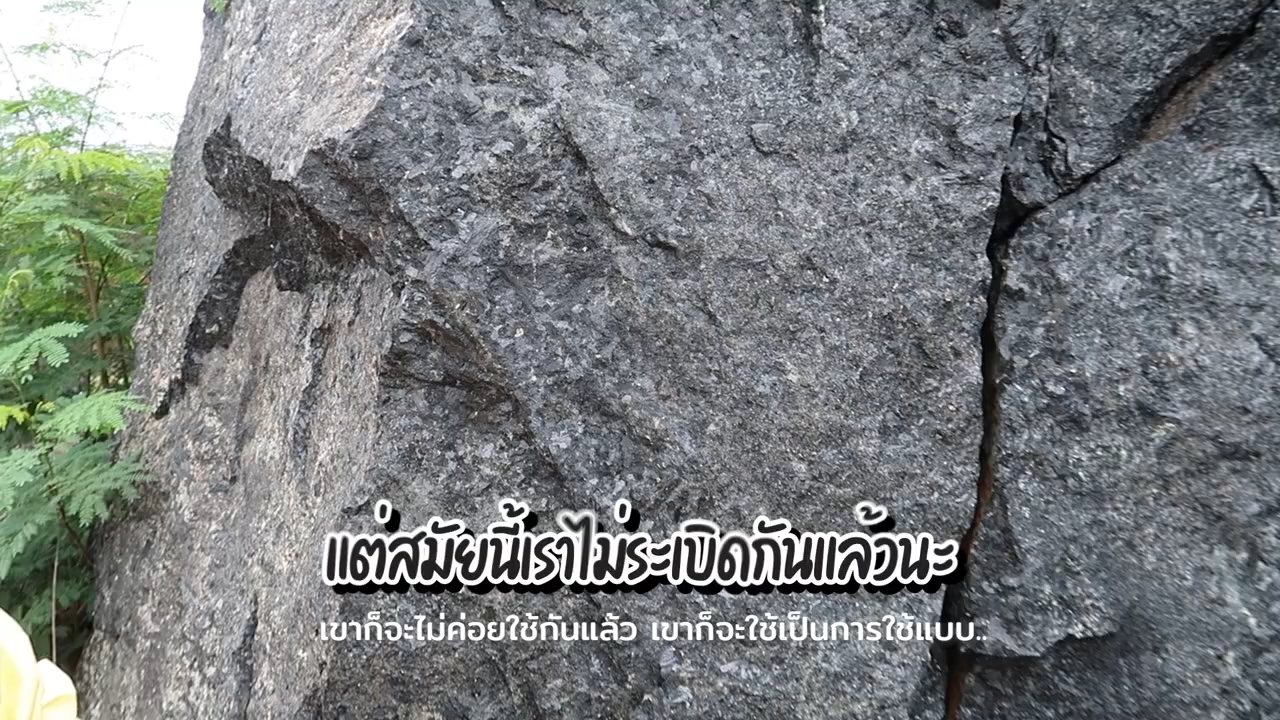 แต่สมัยนี้เราไม่ระเบิดกันแล้วนะ
เขาก็จะไม่ค่อยใช้กันแล้ว เขาก็จะใช้เป็นการใช้แบบ..